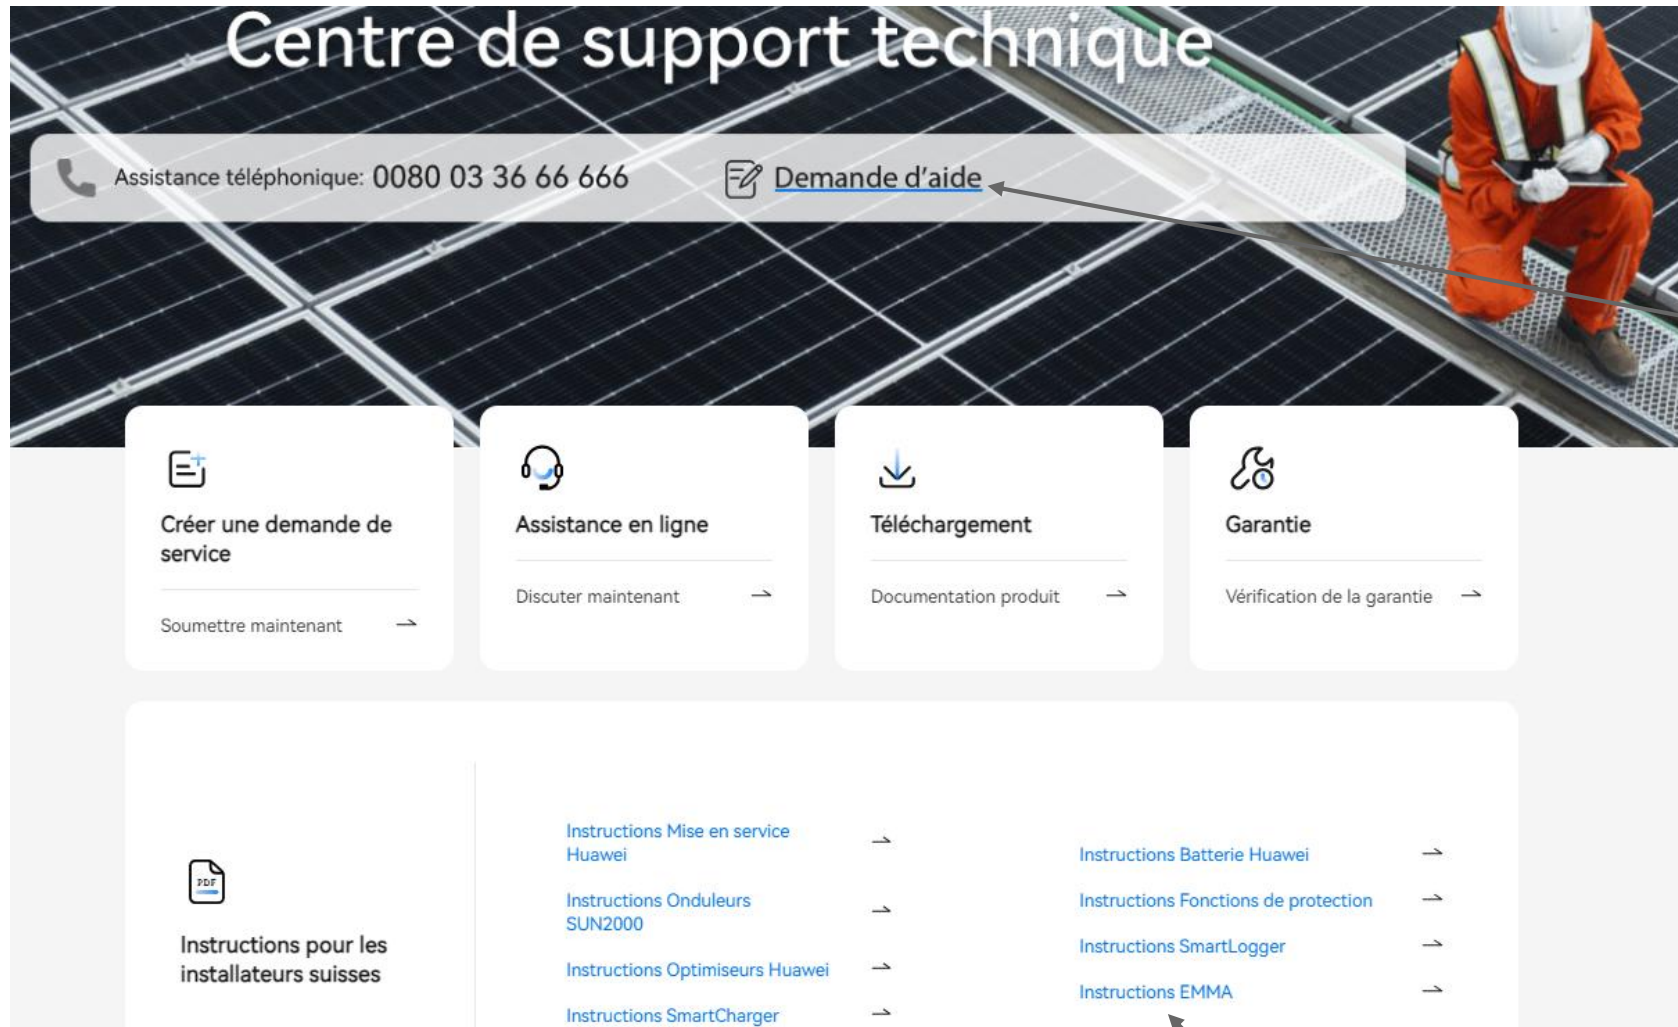 Centre de support technique
Assistance téléphonique: 0080 03 36 66 666
Demande d’aide
Créer une demande de
service
Soumettre maintenant
Assistance en ligne
Discuter maintenant
Téléchargement
Documentation produit
Garantie
Vérification de la garantie
PDF
Instructions pour les
installateurs suisses
Instructions Mise en service
Huawei
Instructions Onduleurs
SUN2000
Instructions Optimiseurs Huawei
Instructions SmartCharger
Instructions Batterie Huawei
Instructions Fonctions de protection
Instructions SmartLogger
Instructions EMMA